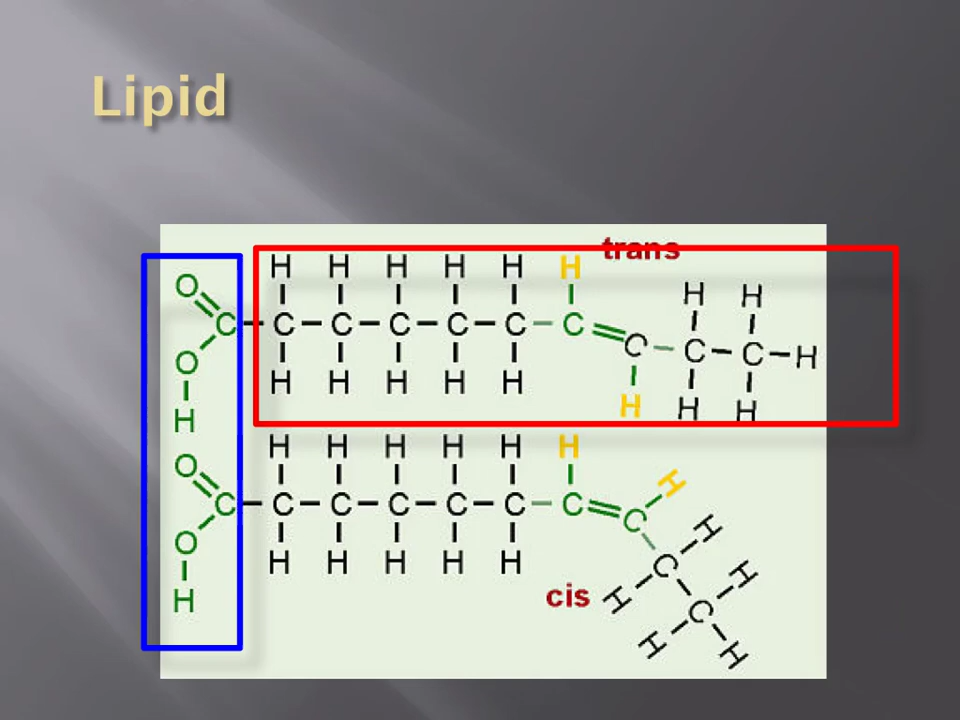 Lipid
trans
H H H H H H
O H H
C C C C C C C C C C H
O
H H H H H H H H
H
H H H H H H
O H
C C C C C C C C
O H
H H H H H C H
H cis H C
H H